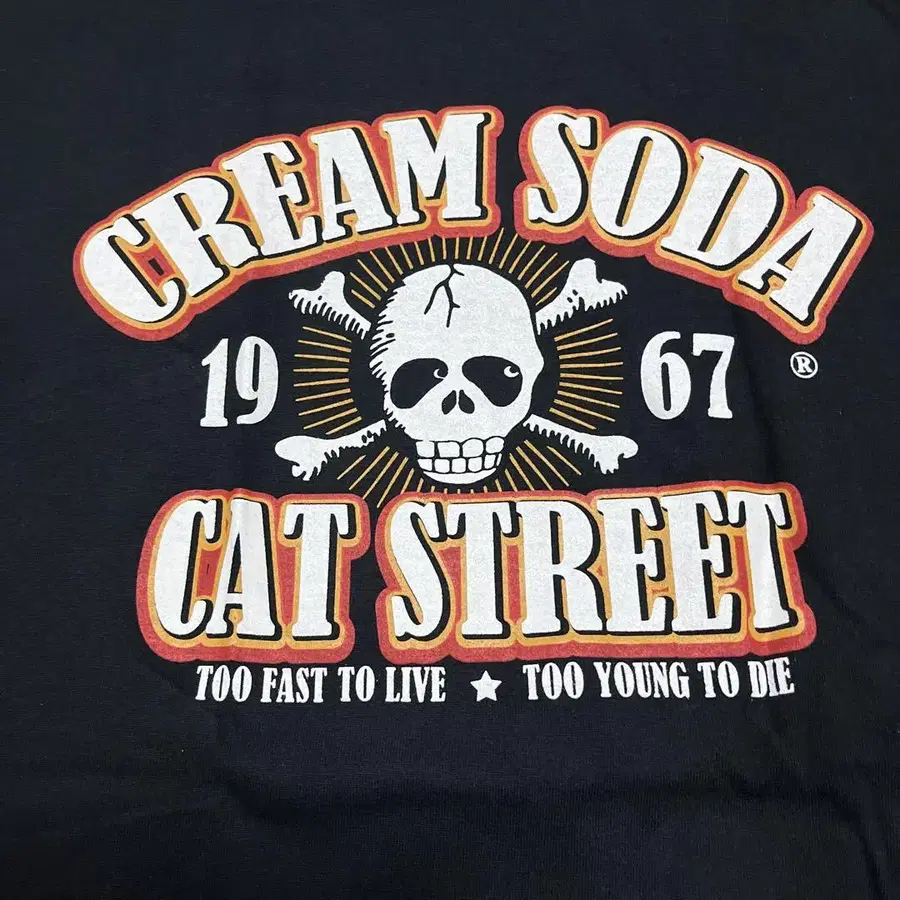 CREAM SODA
19 67 ®
CAT STREET
TOO FAST TO LIVE ★ TOO YOUNG TO DIE